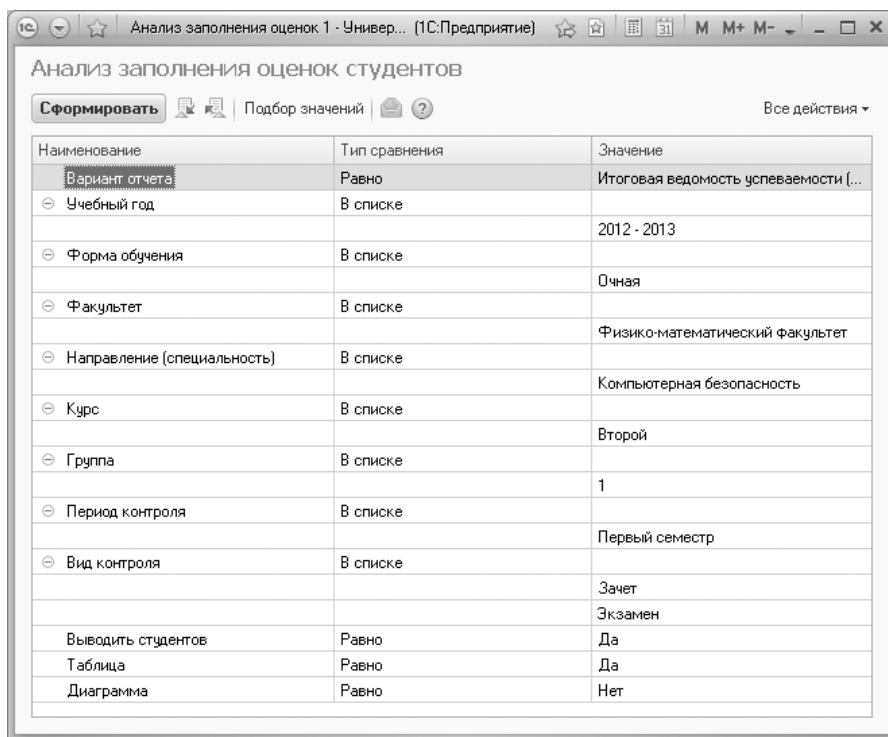 1С Анализ заполнения оценок 1 - Универ... (1С:Предприятие) 31 M M+ M-
Анализ заполнения оценок студентов
Сформировать Подбор значений ? Все действия
Наименование Тип сравнения Значение
Вариант отчета Равно Итоговая ведомость успеваемости (...
Учебный год В списке
2012 - 2013
Форма обучения В списке
Очная
Факультет В списке
Физико-математический факультет
Направление (специальность) В списке
Компьютерная безопасность
Курс В списке
Второй
Группа В списке
1
Период контроля В списке
Первый семестр
Вид контроля В списке
Зачет
Экзамен
Выводить студентов Равно Да
Таблица Равно Да
Диаграмма Равно Нет